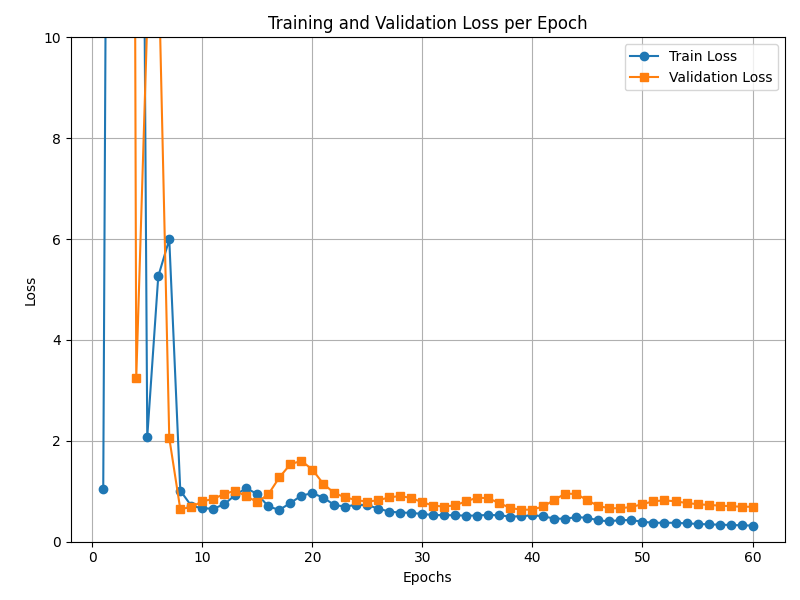 Training and Validation Loss per Epoch
Train Loss
Validation Loss
10
8
6
4
2
0
Loss
0 10 20 30 40 50 60
Epochs